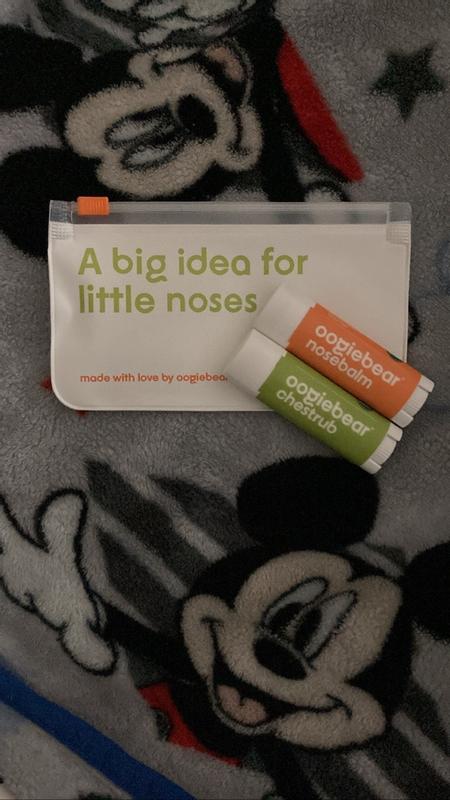 A big idea for
little noses
made with love by oogiebear
oogiebear
nosebalm
oogiebear
chestrub